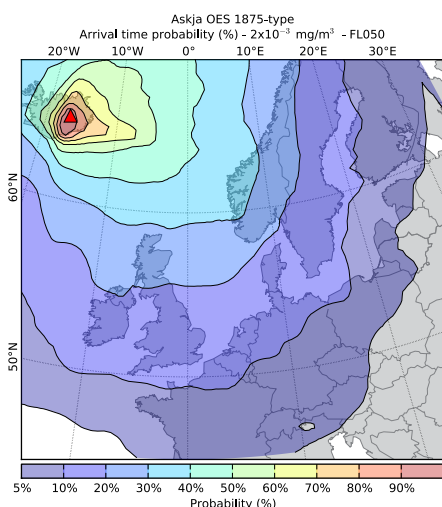 Askja OES 1875-type
Arrival time probability (%) - 2x10⁻³ mg/m³ - FL050
20°W 10°W 0°E 10°E 20°E 30°E
60°N
50°N
5% 10% 20% 30% 40% 50% 60% 70% 80% 90%
Probability (%)